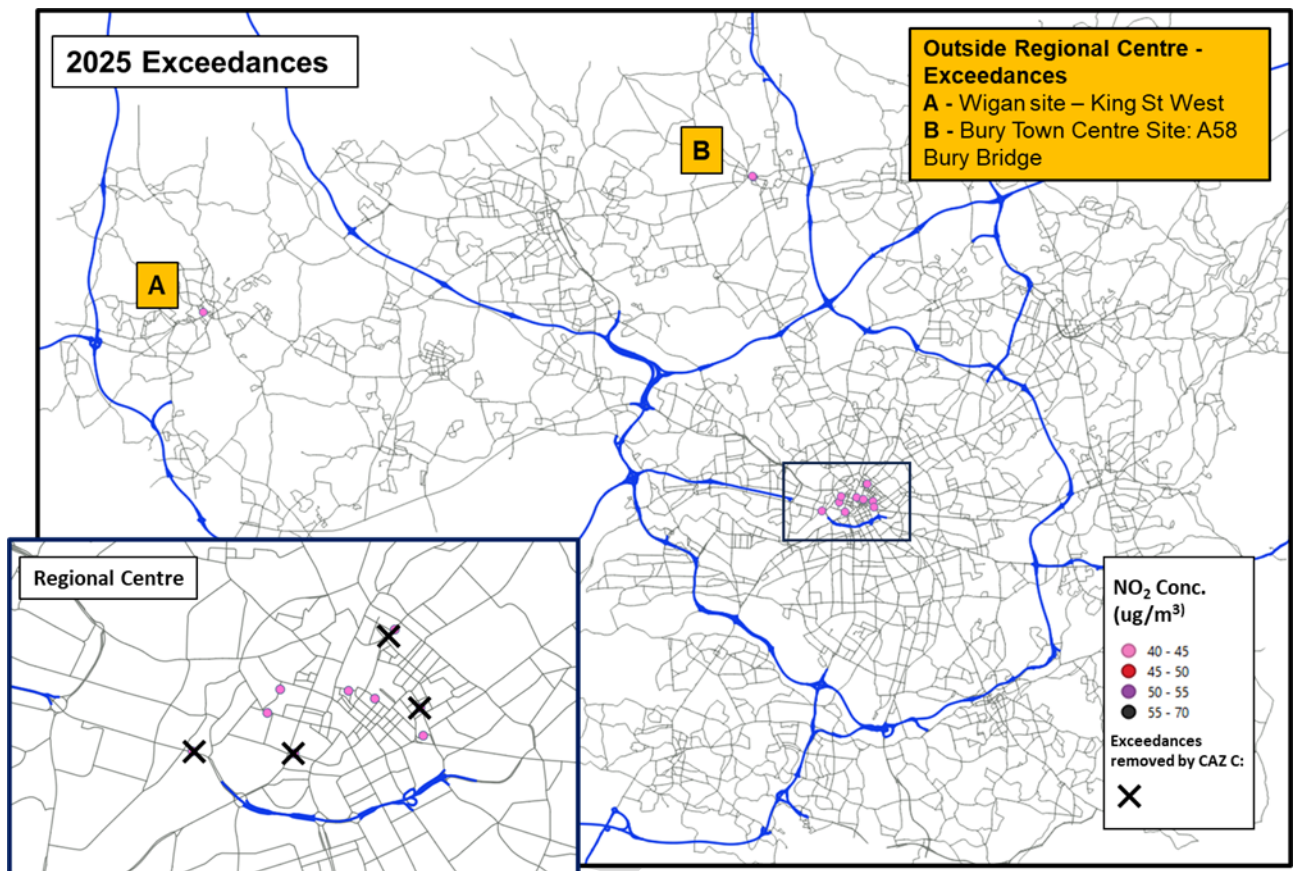 2025 Exceedances
Outside Regional Centre -
Exceedances
A - Wigan site – King St West
B - Bury Town Centre Site: A58
Bury Bridge
B
A
Regional Centre
NO₂ Conc.
(ug/m³)
40 - 45
45 - 50
50 - 55
55 - 70
Exceedances
removed by CAZ C: